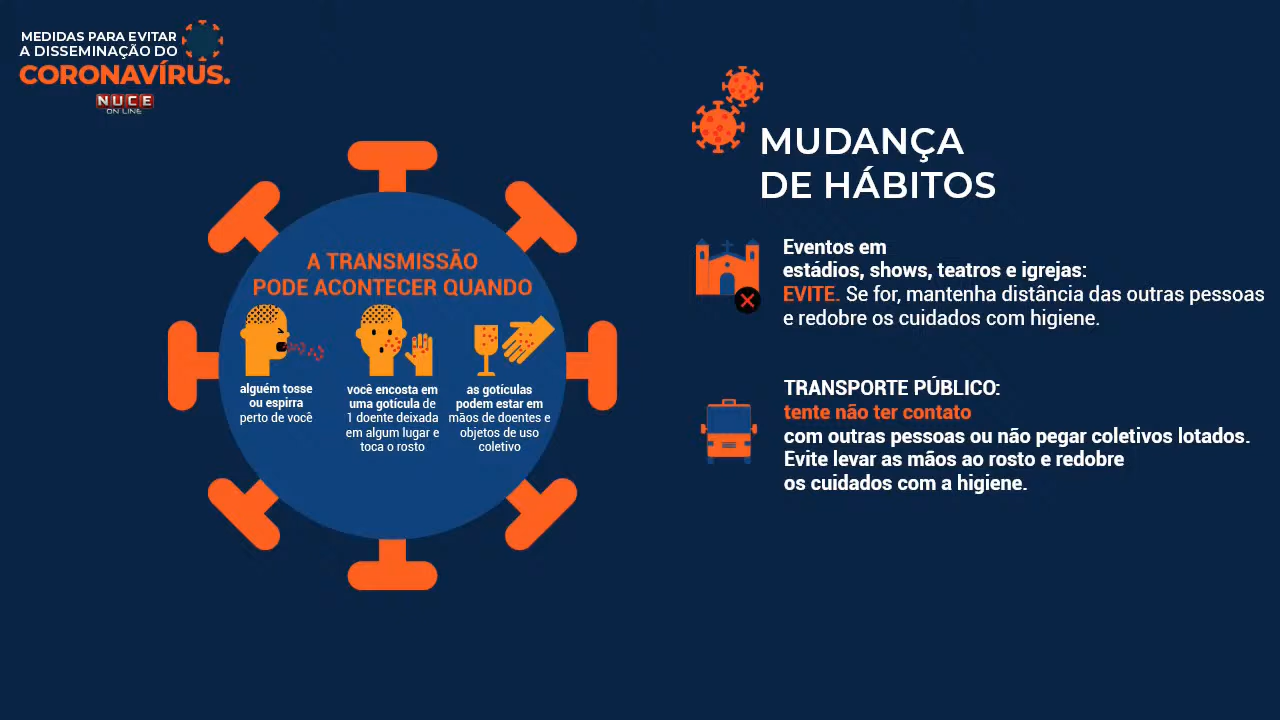 MEDIDAS PARA EVITAR
A DISSEMINAÇÃO DO
CORONAVÍRUS.
NUCE
ON LINE
A TRANSMISSÃO
PODE ACONTECER QUANDO
alguém tosse
ou espirra
perto de você
você encosta em
uma gotícula de
1 doente deixada
em algum lugar e
toca o rosto
as gotículas
podem estar em
mãos de doentes e
objetos de uso
coletivo
MUDANÇA
DE HÁBITOS
Eventos em
estádios, shows, teatros e igrejas:
EVITE. Se for, mantenha distância das outras pessoas
e redobre os cuidados com higiene.
TRANSPORTE PÚBLICO:
tente não ter contato
com outras pessoas ou não pegar coletivos lotados.
Evite levar as mãos ao rosto e redobre
os cuidados com a higiene.